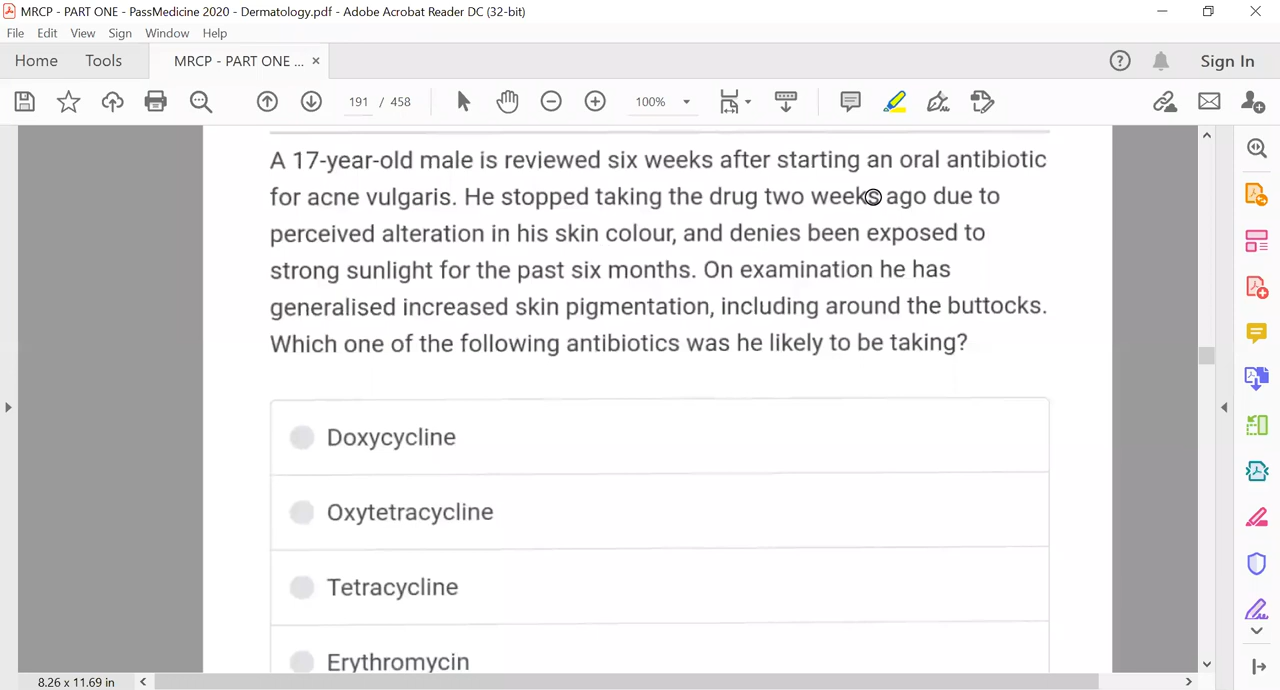 MRCP - PART ONE - PassMedicine 2020 - Dermatology.pdf - Adobe Acrobat Reader DC (32-bit)
File Edit View Sign Window Help
Home Tools MRCP - PART ONE ... × Sign In
191 / 458 100%
A 17-year-old male is reviewed six weeks after starting an oral antibiotic
for acne vulgaris. He stopped taking the drug two weeks ago due to
perceived alteration in his skin colour, and denies been exposed to
strong sunlight for the past six months. On examination he has
generalised increased skin pigmentation, including around the buttocks.
Which one of the following antibiotics was he likely to be taking?
Doxycycline
Oxytetracycline
Tetracycline
Erythromycin
8.26 x 11.69 in